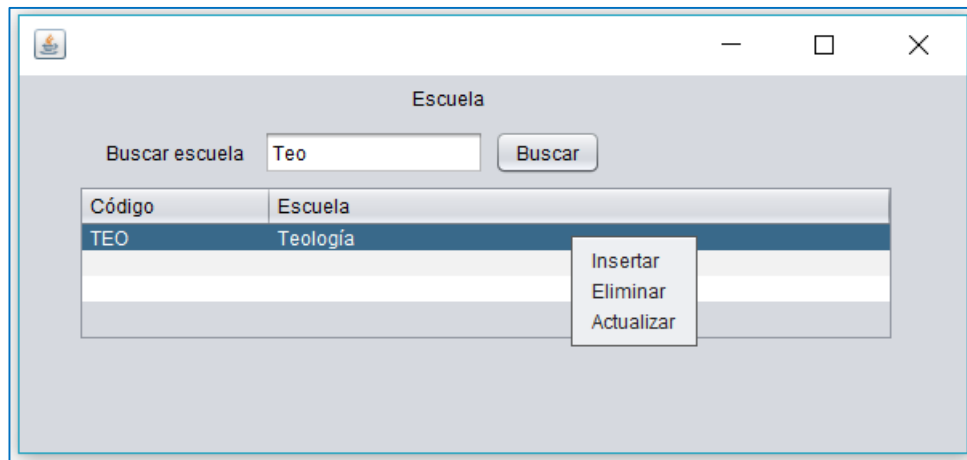 Escuela
Buscar escuela Teo Buscar
Código Escuela
TEO Teología
Insertar
Eliminar
Actualizar